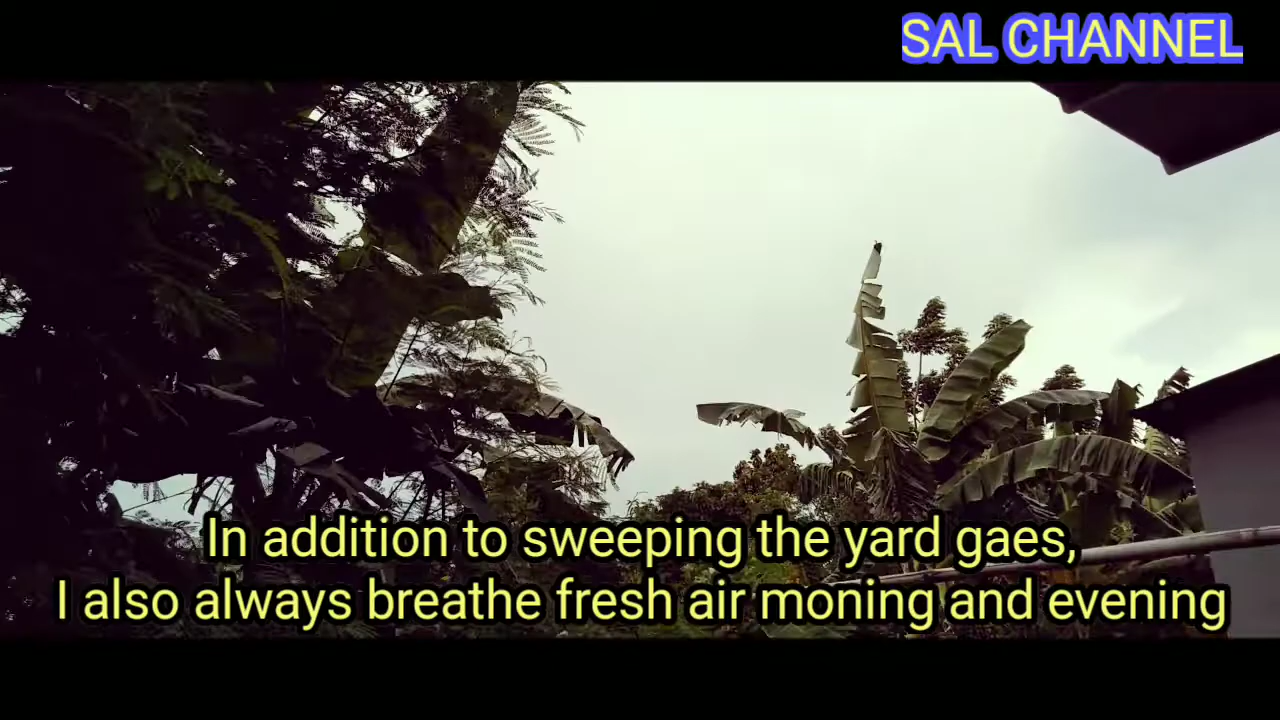 SAL CHANNEL
In addition to sweeping the yard gaes,
I also always breathe fresh air moning and evening